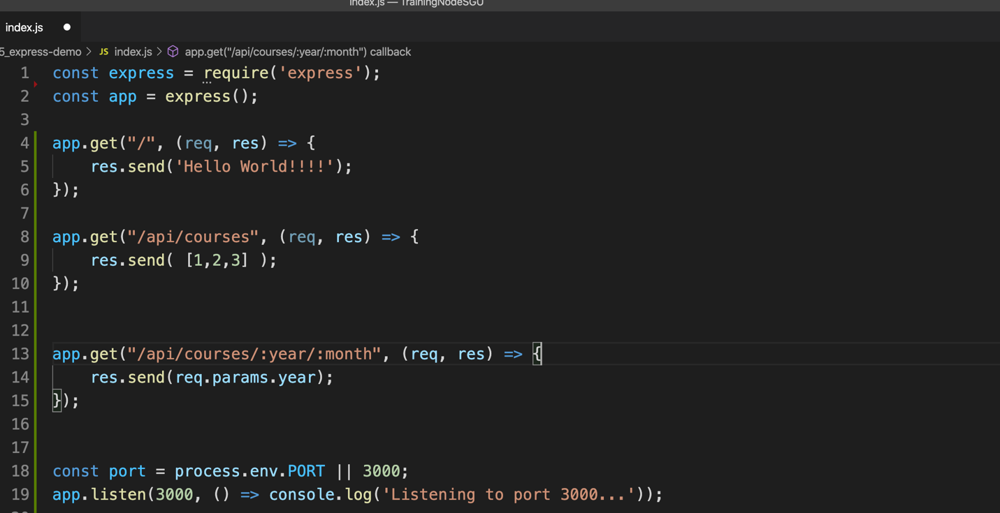 index.js — TrainingNodeSGU
index.js
5_express-demo > JS index.js > app.get("/api/courses/:year/:month") callback
1 const express = require('express');
2 const app = express();
3
4 app.get("/", (req, res) => {
5     res.send('Hello World!!!!');
6 });
7
8 app.get("/api/courses", (req, res) => {
9     res.send( [1,2,3] );
10 });
11
12
13 app.get("/api/courses/:year/:month", (req, res) => {
14     res.send(req.params.year);
15 });
16
17
18 const port = process.env.PORT || 3000;
19 app.listen(3000, () => console.log('Listening to port 3000...'));